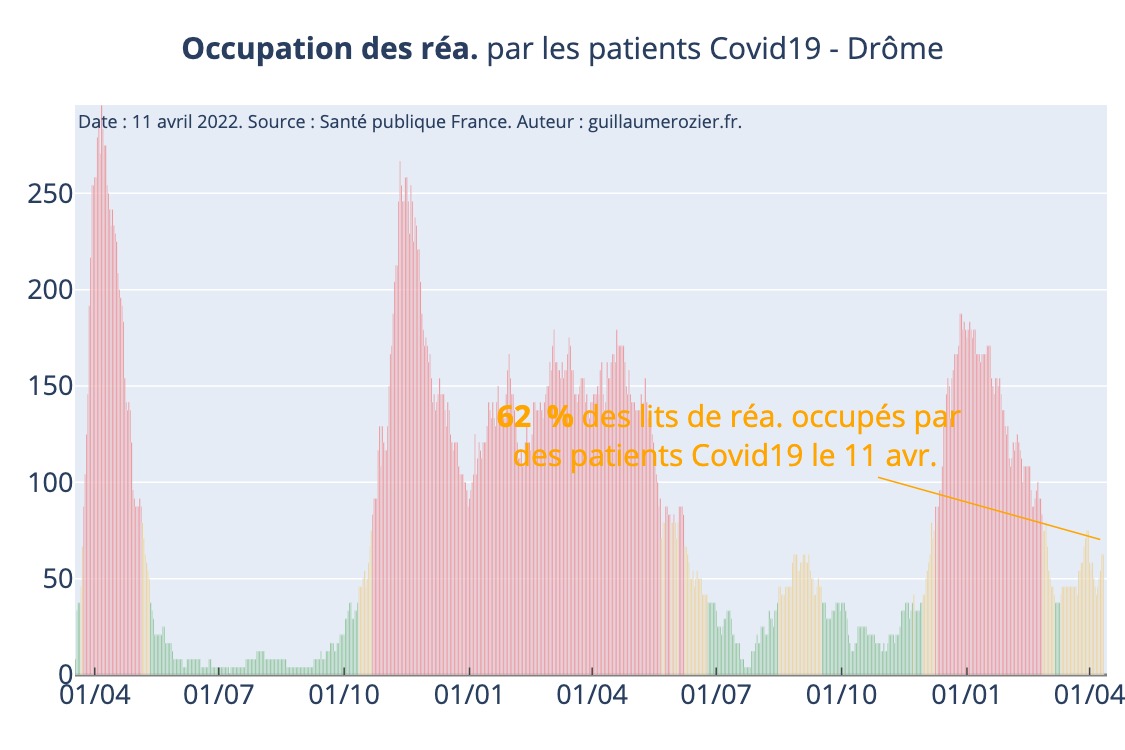 Occupation des réa. par les patients Covid19 - Drôme
Date : 11 avril 2022. Source : Santé publique France. Auteur : guillaumerozier.fr.
250
200
150
62 % des lits de réa. occupés par
des patients Covid19 le 11 avr.
100
50
0
01/04 01/07 01/10 01/01 01/04 01/07 01/10 01/01 01/04